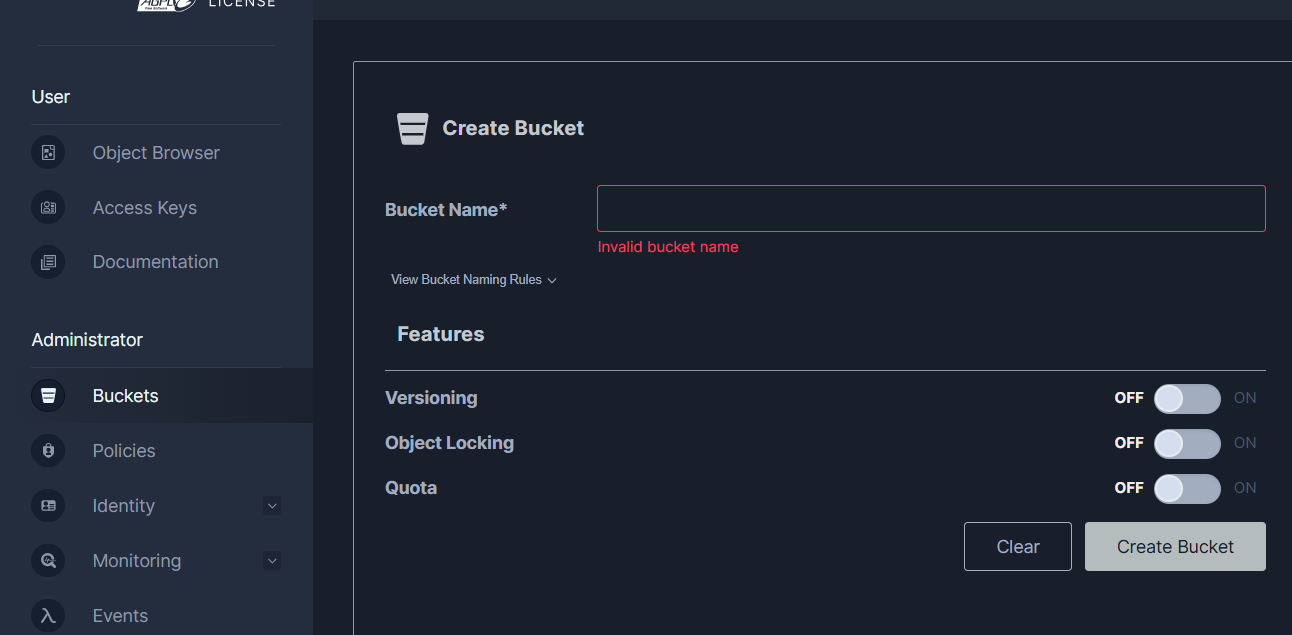 AGPL
Free Software
LICENSE
User
Object Browser
Access Keys
Documentation
Administrator
Buckets
Policies
Identity
Monitoring
Events
Create Bucket
Bucket Name*
Invalid bucket name
View Bucket Naming Rules
Features
Versioning
OFF ON
Object Locking
OFF ON
Quota
OFF ON
Clear
Create Bucket